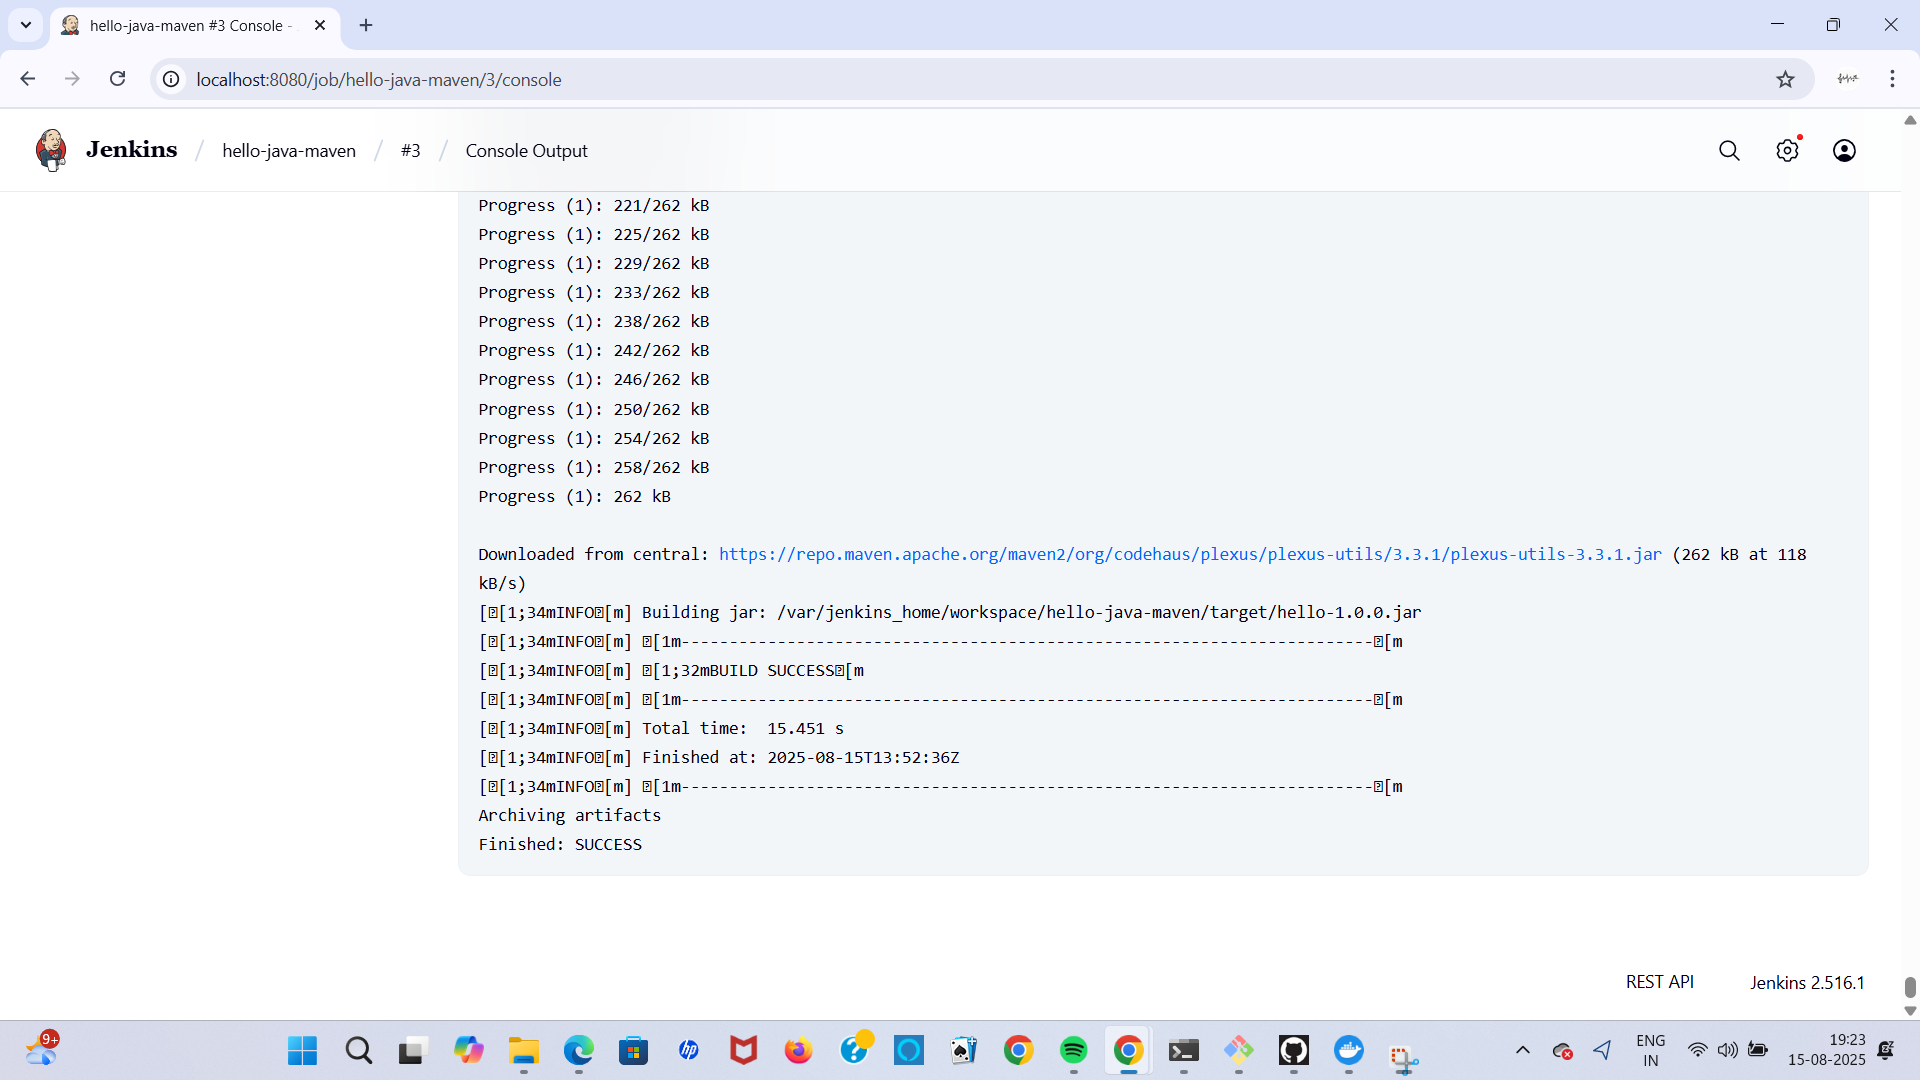 hello-java-maven #3 Console -
localhost:8080/job/hello-java-maven/3/console
Jenkins / hello-java-maven / #3 / Console Output
Progress (1): 221/262 kB
Progress (1): 225/262 kB
Progress (1): 229/262 kB
Progress (1): 233/262 kB
Progress (1): 238/262 kB
Progress (1): 242/262 kB
Progress (1): 246/262 kB
Progress (1): 250/262 kB
Progress (1): 254/262 kB
Progress (1): 258/262 kB
Progress (1): 262 kB
Downloaded from central: https://repo.maven.apache.org/maven2/org/codehaus/plexus/plexus-utils/3.3.1/plexus-utils-3.3.1.jar (262 kB at 118
kB/s)
[␛[1;34mINFO␛[m] Building jar: /var/jenkins_home/workspace/hello-java-maven/target/hello-1.0.0.jar
[␛[1;34mINFO␛[m] ␛[1m------------------------------------------------------------------------␛[m
[␛[1;34mINFO␛[m] ␛[1;32mBUILD SUCCESS␛[m
[␛[1;34mINFO␛[m] ␛[1m------------------------------------------------------------------------␛[m
[␛[1;34mINFO␛[m] Total time:  15.451 s
[␛[1;34mINFO␛[m] Finished at: 2025-08-15T13:52:36Z
[␛[1;34mINFO␛[m] ␛[1m------------------------------------------------------------------------␛[m
Archiving artifacts
Finished: SUCCESS
REST API Jenkins 2.516.1
9+
hp
ENG
IN
19:23
15-08-2025